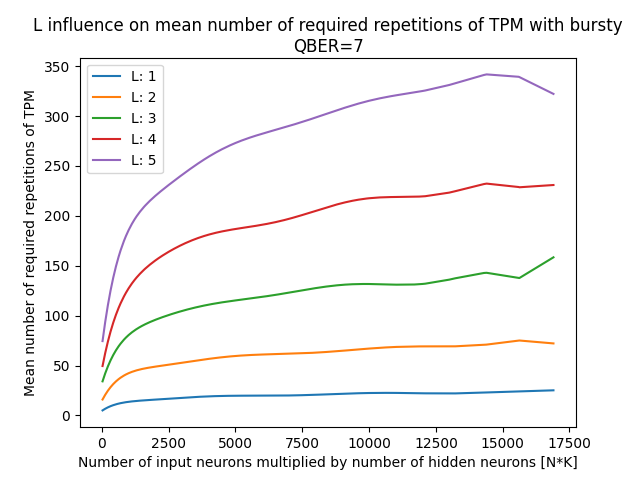 L influence on mean number of required repetitions of TPM with bursty
QBER=7
350
300
250
200
150
100
50
0
Mean number of required repetitions of TPM
L: 1
L: 2
L: 3
L: 4
L: 5
0 2500 5000 7500 10000 12500 15000 17500
Number of input neurons multiplied by number of hidden neurons [N*K]